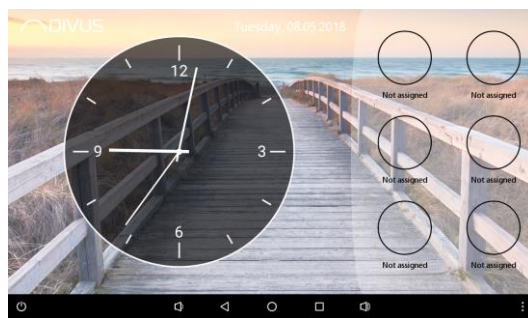 DIVUS
Tuesday, 08.05.2018
12
9
3
6
Not assigned
Not assigned
Not assigned
Not assigned
Not assigned
Not assigned